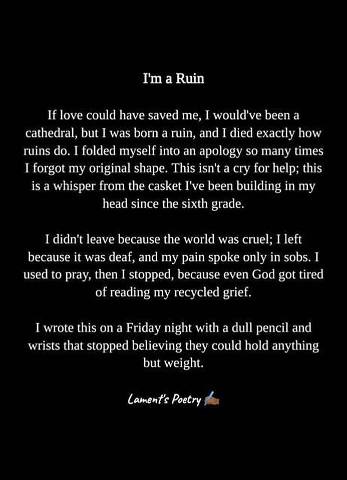 I'm a Ruin
If love could have saved me, I would've been a
cathedral, but I was born a ruin, and I died exactly how
ruins do. I folded myself into an apology so many times
I forgot my original shape. This isn't a cry for help; this
is a whisper from the casket I've been building in my
head since the sixth grade.
I didn't leave because the world was cruel; I left
because it was deaf, and my pain spoke only in sobs. I
used to pray, then I stopped, because even God got tired
of reading my recycled grief.
I wrote this on a Friday night with a dull pencil and
wrists that stopped believing they could hold anything
but weight.
Lament's Poetry ✍🏾